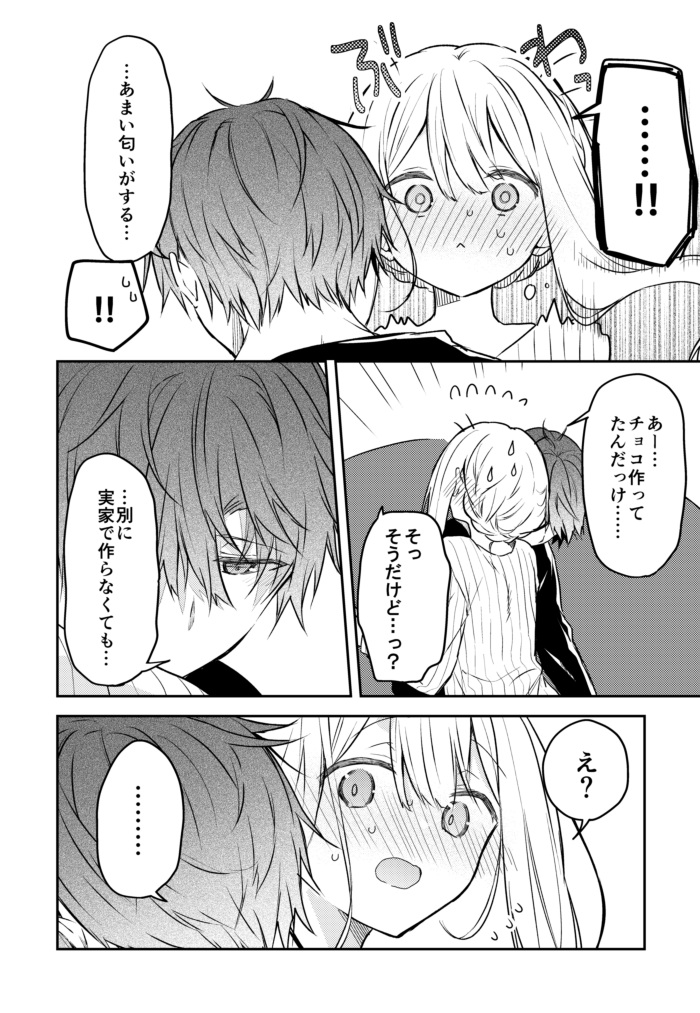 ………!!
ぶわっ
…あまい匂いがする…
!!
あー…
チョコ作って
たんだっけ……
そっ
そうだけど…っ?
…別に
実家で作らなくても…
え?
………